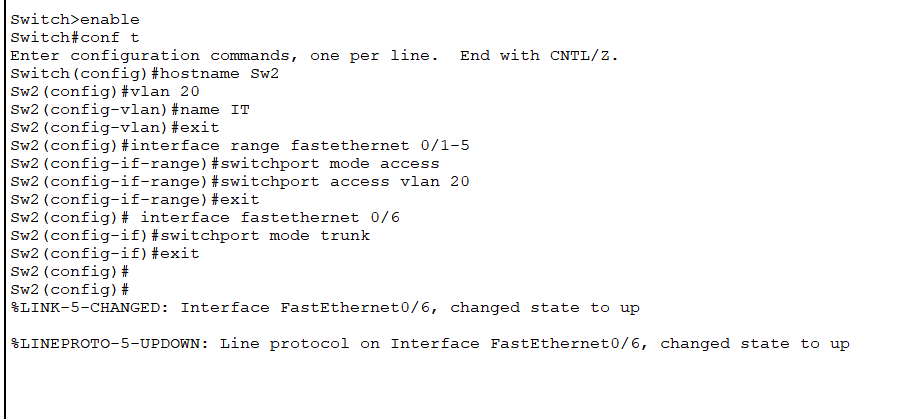 Switch>enable
Switch#conf t
Enter configuration commands, one per line.  End with CNTL/Z.
Switch(config)#hostname Sw2
Sw2(config)#vlan 20
Sw2(config-vlan)#name IT
Sw2(config-vlan)#exit
Sw2(config)#interface range fastethernet 0/1-5
Sw2(config-if-range)#switchport mode access
Sw2(config-if-range)#switchport access vlan 20
Sw2(config-if-range)#exit
Sw2(config)# interface fastethernet 0/6
Sw2(config-if)#switchport mode trunk
Sw2(config-if)#exit
Sw2(config)#
Sw2(config)#
%LINK-5-CHANGED: Interface FastEthernet0/6, changed state to up
%LINEPROTO-5-UPDOWN: Line protocol on Interface FastEthernet0/6, changed state to up